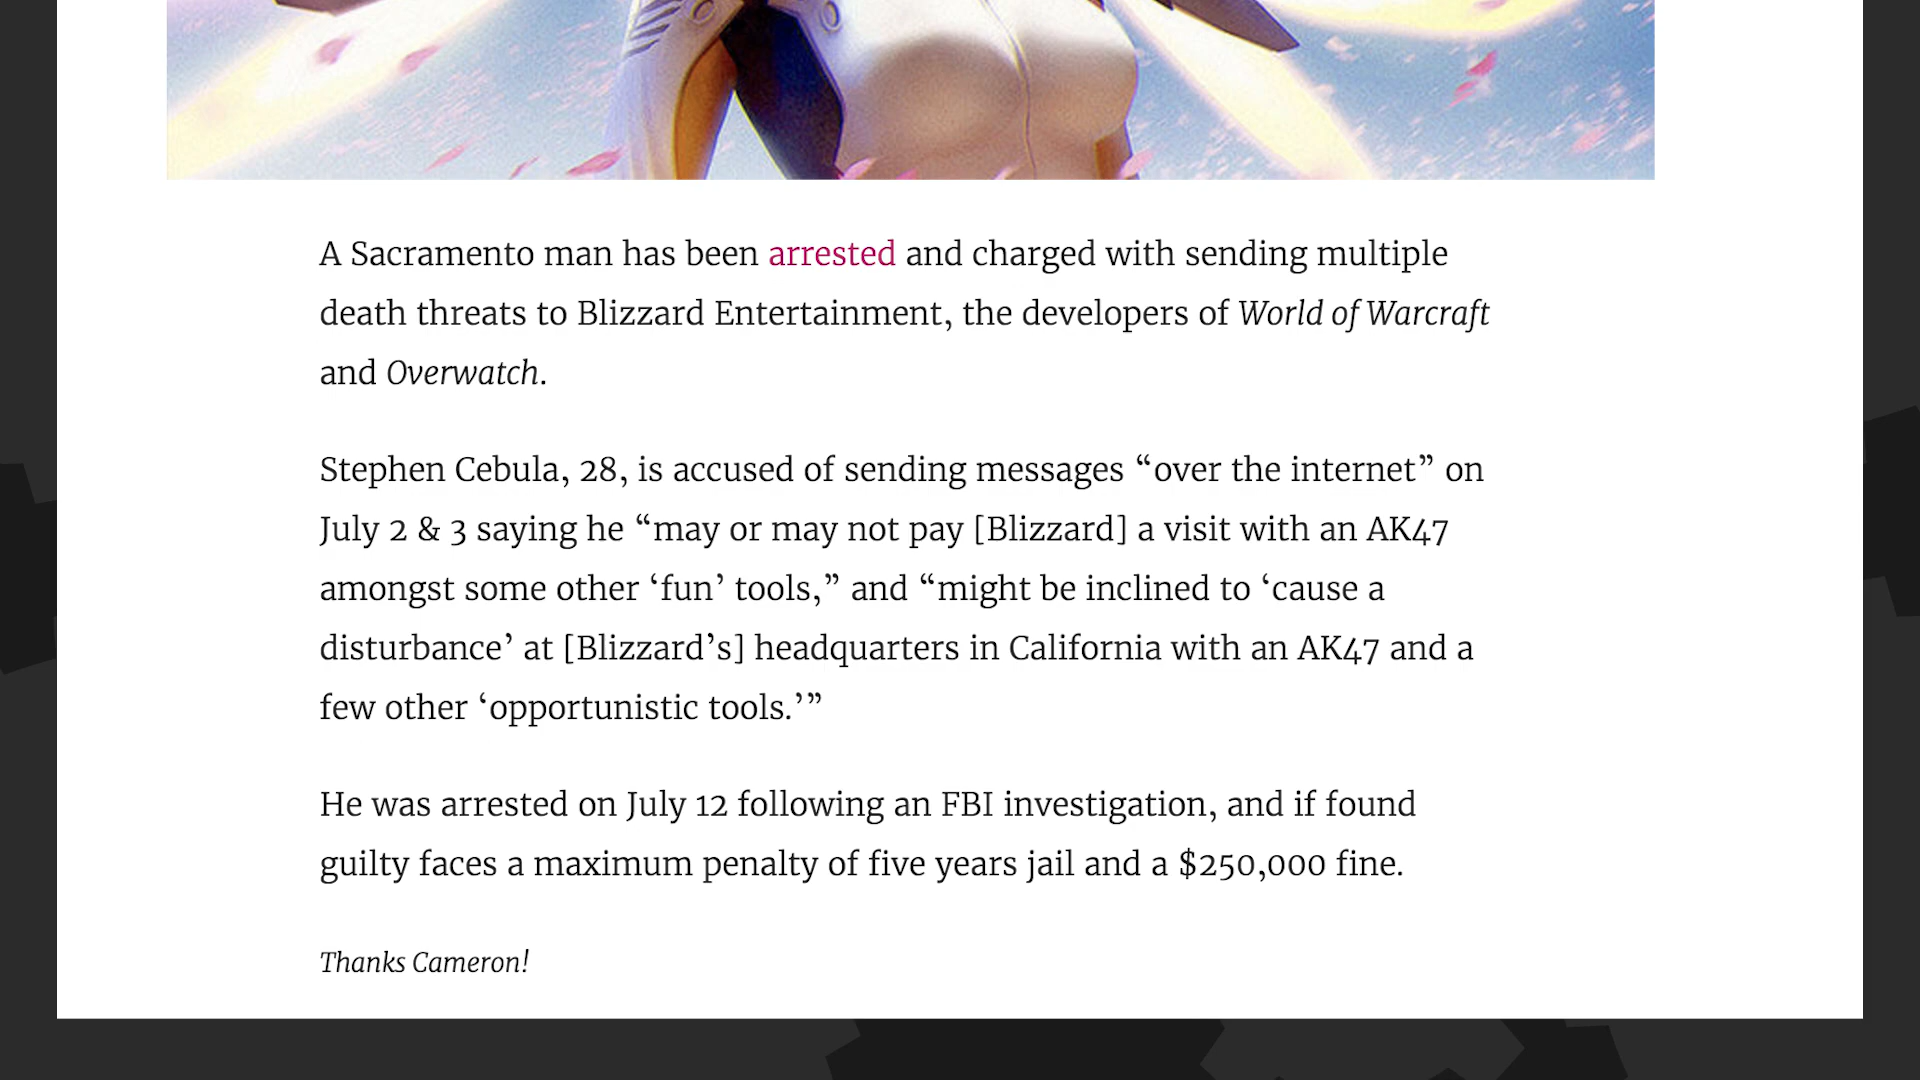 A Sacramento man has been arrested and charged with sending multiple
death threats to Blizzard Entertainment, the developers of World of Warcraft
and Overwatch.
Stephen Cebula, 28, is accused of sending messages “over the internet” on
July 2 & 3 saying he “may or may not pay [Blizzard] a visit with an AK47
amongst some other ‘fun’ tools,” and “might be inclined to ‘cause a
disturbance’ at [Blizzard’s] headquarters in California with an AK47 and a
few other ‘opportunistic tools.’”
He was arrested on July 12 following an FBI investigation, and if found
guilty faces a maximum penalty of five years jail and a $250,000 fine.
Thanks Cameron!